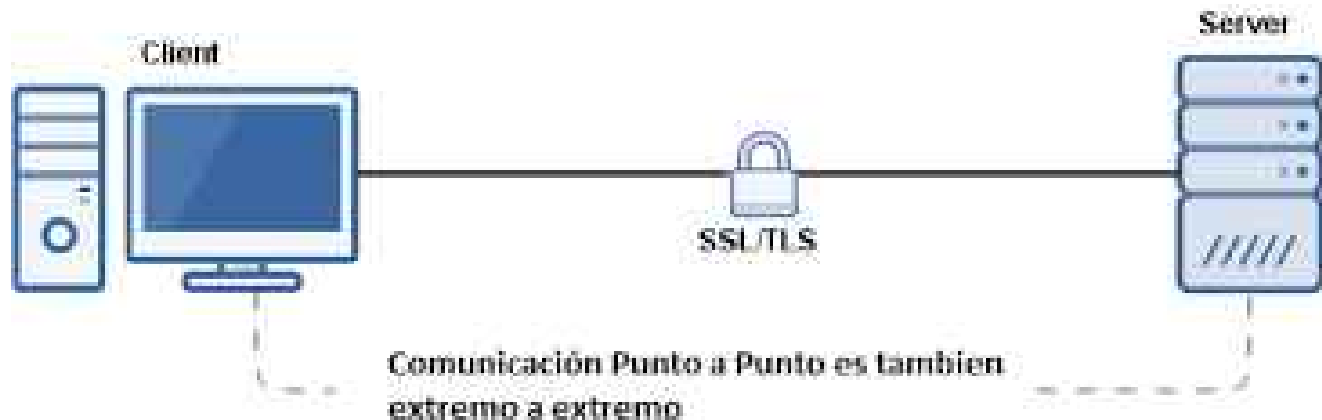 Client
Server
SSL/TLS
Comunicación Punto a Punto es tambien
extremo a extremo